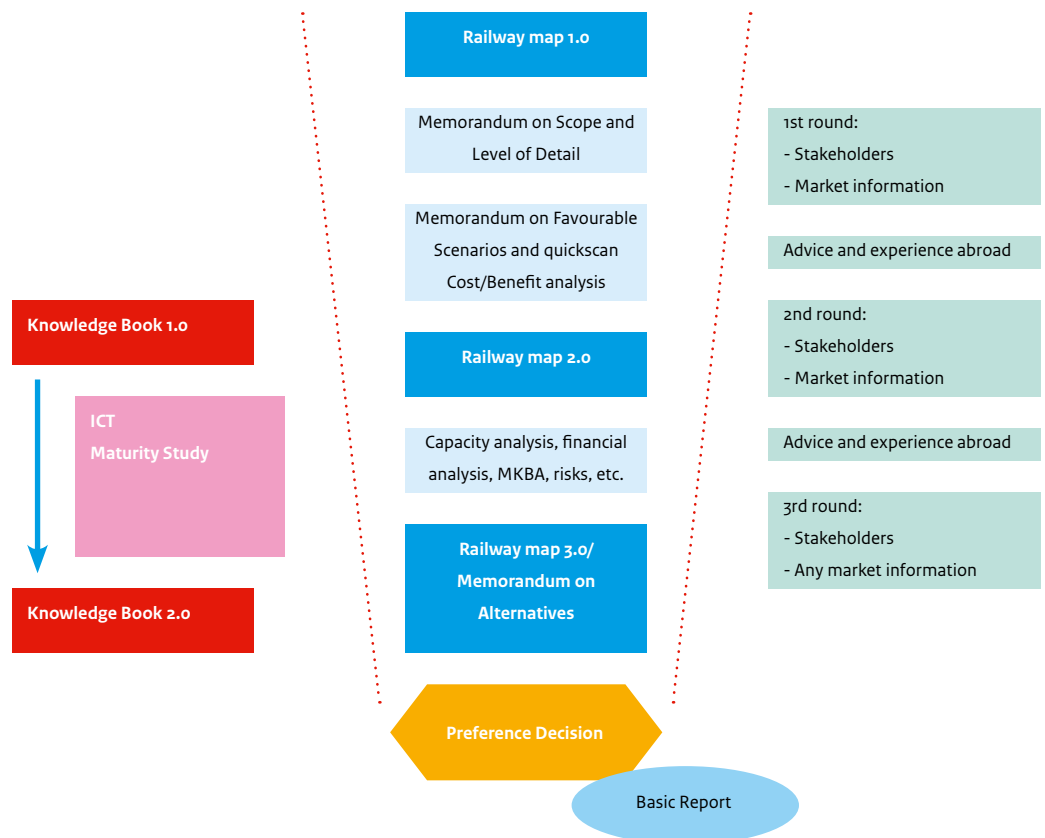 Railway map 1.0
Memorandum on Scope and
Level of Detail
Memorandum on Favourable
Scenarios and quickscan
Cost/Benefit analysis
Railway map 2.0
Capacity analysis, financial
analysis, MKBA, risks, etc.
Railway map 3.0/
Memorandum on
Alternatives
Preference Decision
Basic Report
Knowledge Book 1.0
ICT
Maturity Study
Knowledge Book 2.0
1st round:
- Stakeholders
- Market information
Advice and experience abroad
2nd round:
- Stakeholders
- Market information
Advice and experience abroad
3rd round:
- Stakeholders
- Any market information